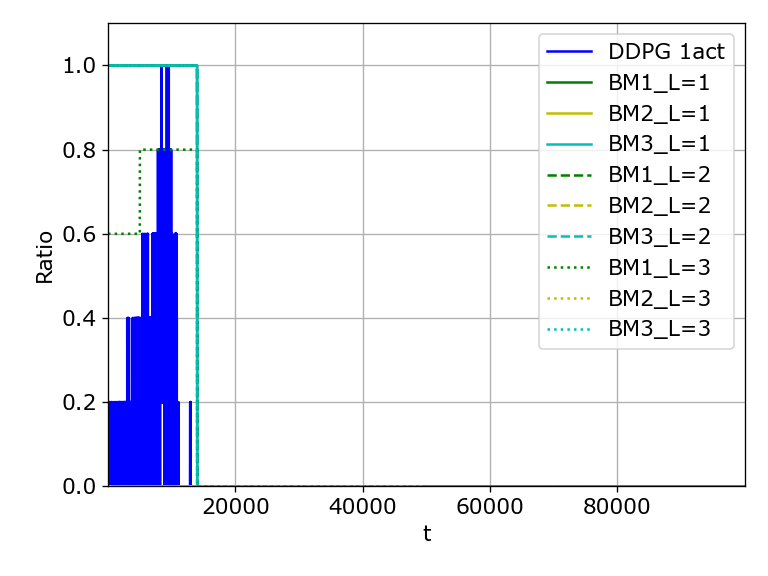 1.0
0.8
0.6
0.4
0.2
0.0
Ratio
20000 40000 60000 80000
t
DDPG 1act
BM1_L=1
BM2_L=1
BM3_L=1
BM1_L=2
BM2_L=2
BM3_L=2
BM1_L=3
BM2_L=3
BM3_L=3